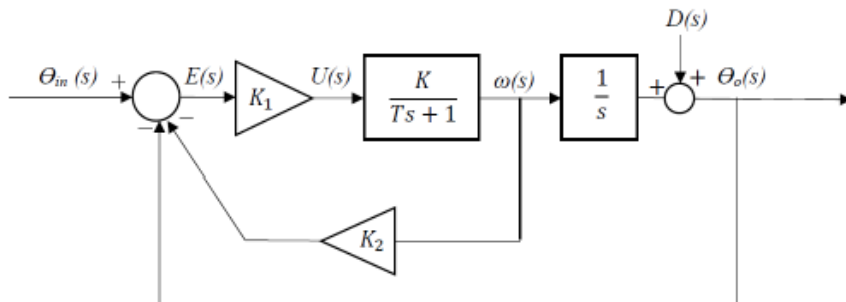 D(s)
ϴin (s) + E(s) K1 U(s) K/(Ts + 1) ω(s) 1/s + + ϴo(s)
− −
K2